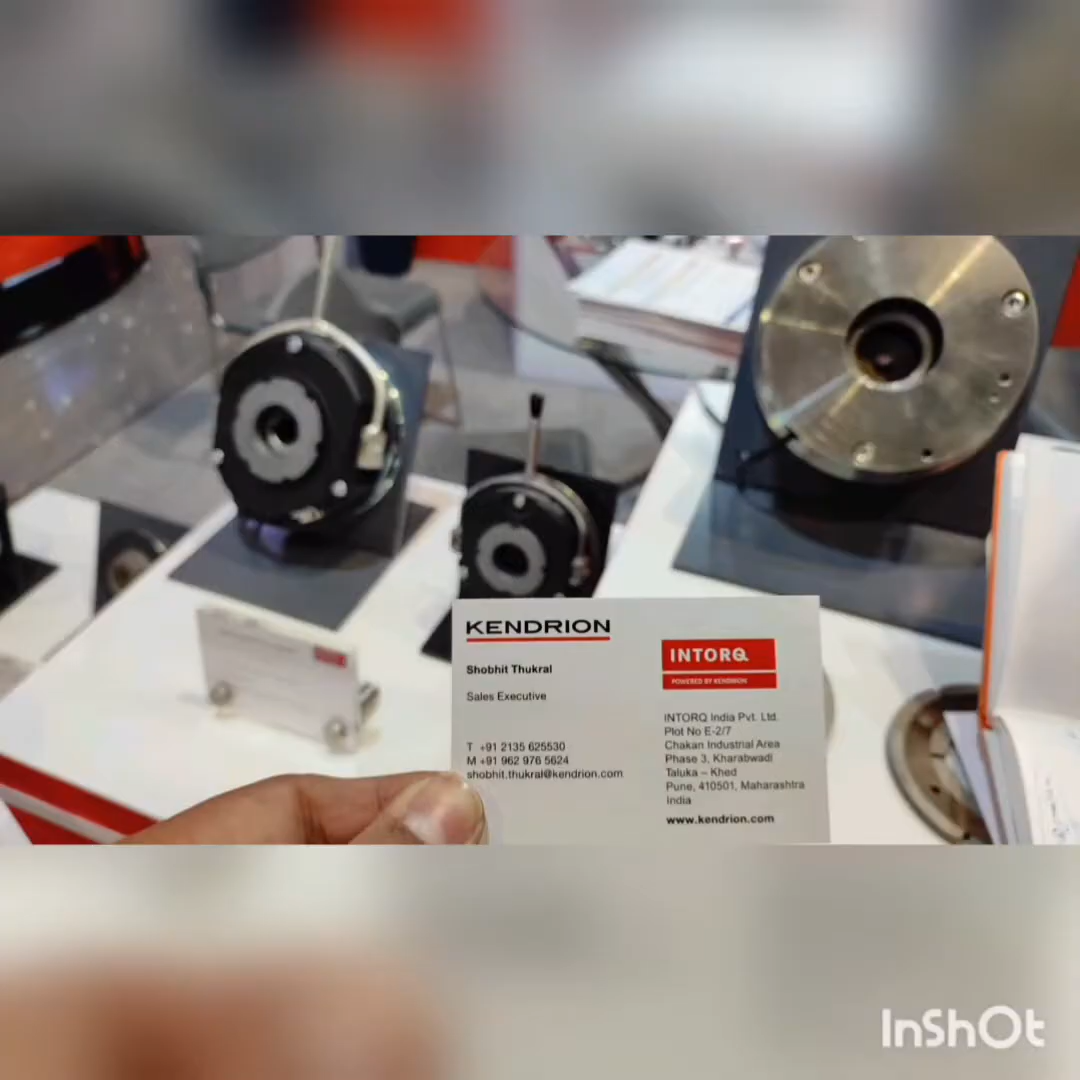 KENDRION
Shobhit Thukral
Sales Executive
T +91 2135 625530
M +91 962 976 5624
shobhit.thukral@kendrion.com
INTORQ
POWERED BY KENDRION
INTORQ India Pvt. Ltd.
Plot No E-2/7
Chakan Industrial Area
Phase 3, Kharabwadi
Taluka – Khed
Pune, 410501, Maharashtra
India
www.kendrion.com
InShOt